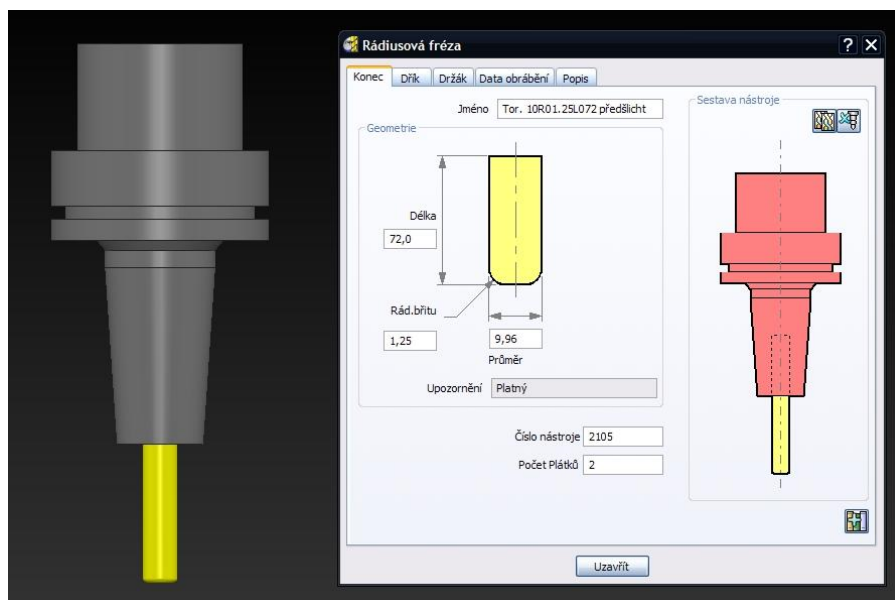 Rádiusová fréza
Konec
Dřík
Držák
Data obrábění
Popis
Jméno
Tor. 10R01.25L072 předšlicht
Sestava nástroje
Geometrie
Délka
72,0
Rád.břitu
1,25
9,96
Průměr
Upozornění
Platný
Číslo nástroje
2105
Počet Plátků
2
Uzavřít